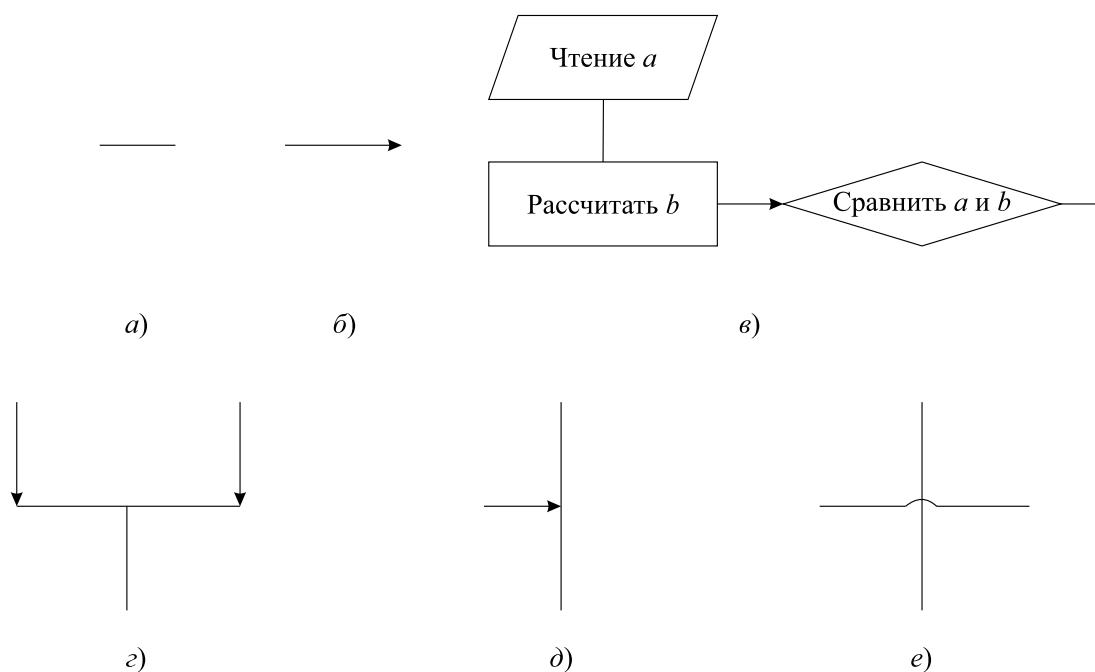 Чтение a
Рассчитать b
Сравнить a и b
а)
б)
в)
г)
д)
е)